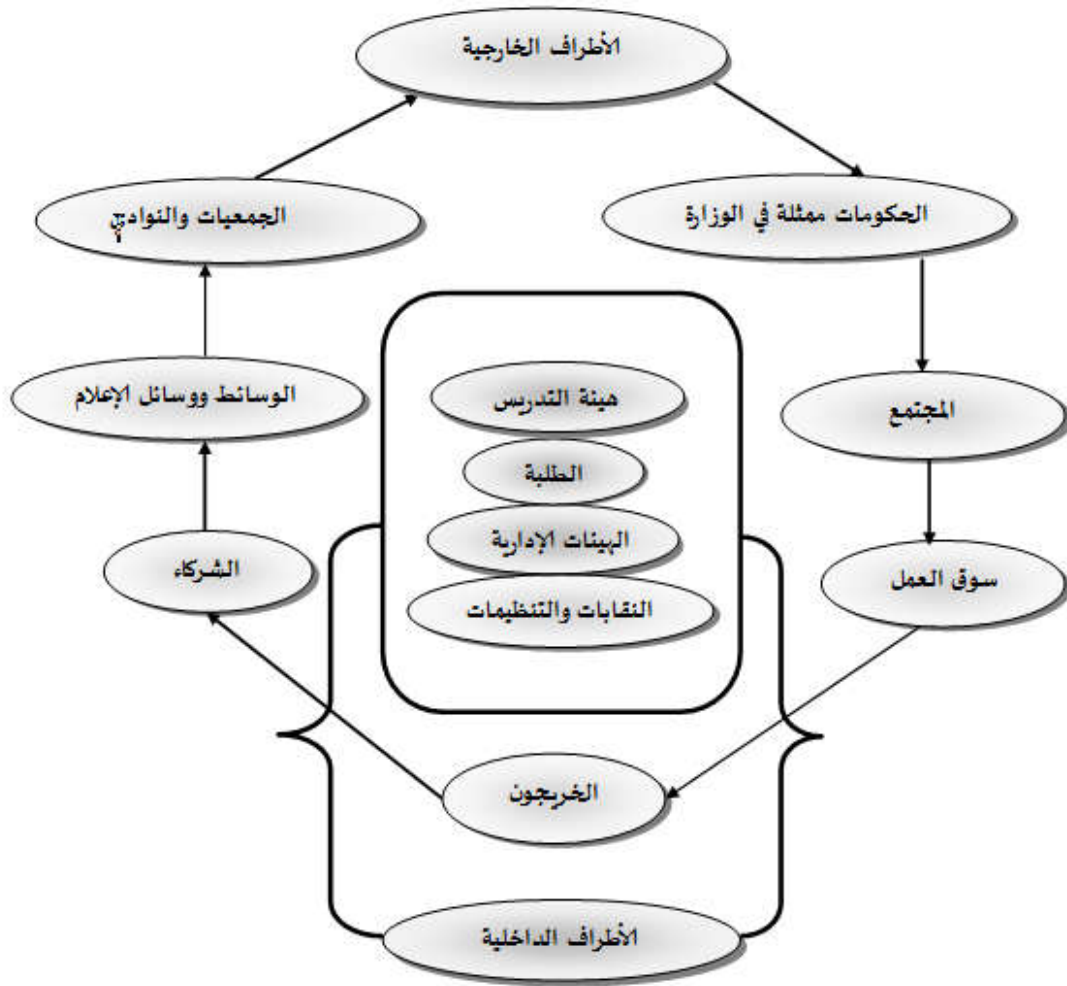 الأطراف الخارجية
الجمعيات والنوادي
الحكومات ممثلة في الوزارة
الوسائط ووسائل الإعلام
هيئة التدريس
المجتمع
الطلبة
الهيئات الإدارية
الشركاء
سوق العمل
النقابات والتنظيمات
الخريجون
الأطراف الداخلية